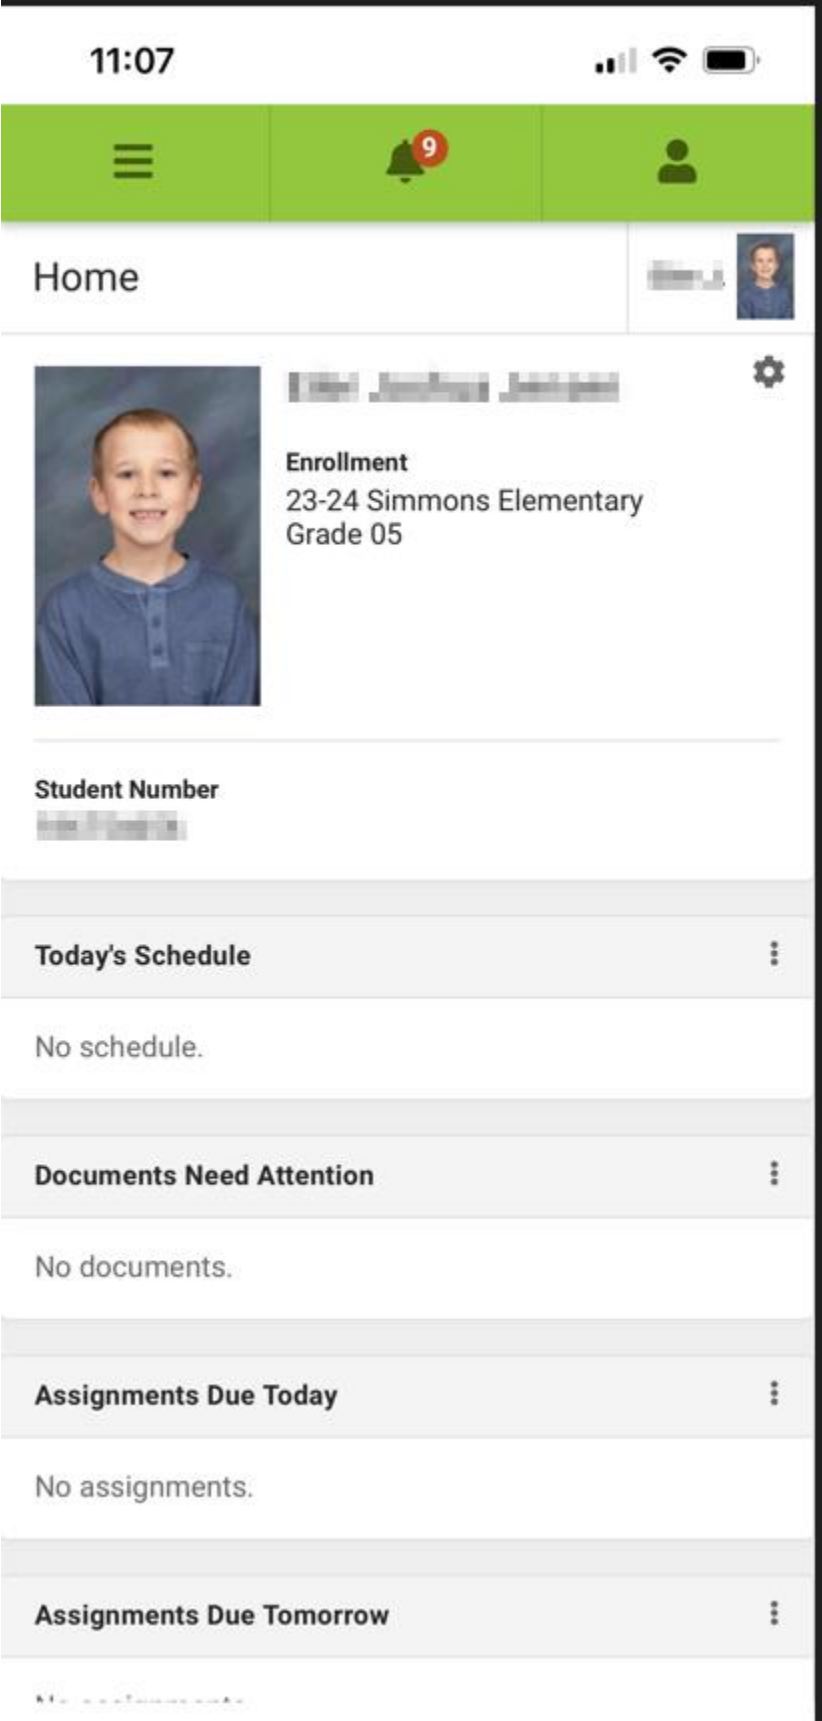 11:07
9
Home
Enrollment
23-24 Simmons Elementary
Grade 05
Student Number
Today's Schedule
No schedule.
Documents Need Attention
No documents.
Assignments Due Today
No assignments.
Assignments Due Tomorrow